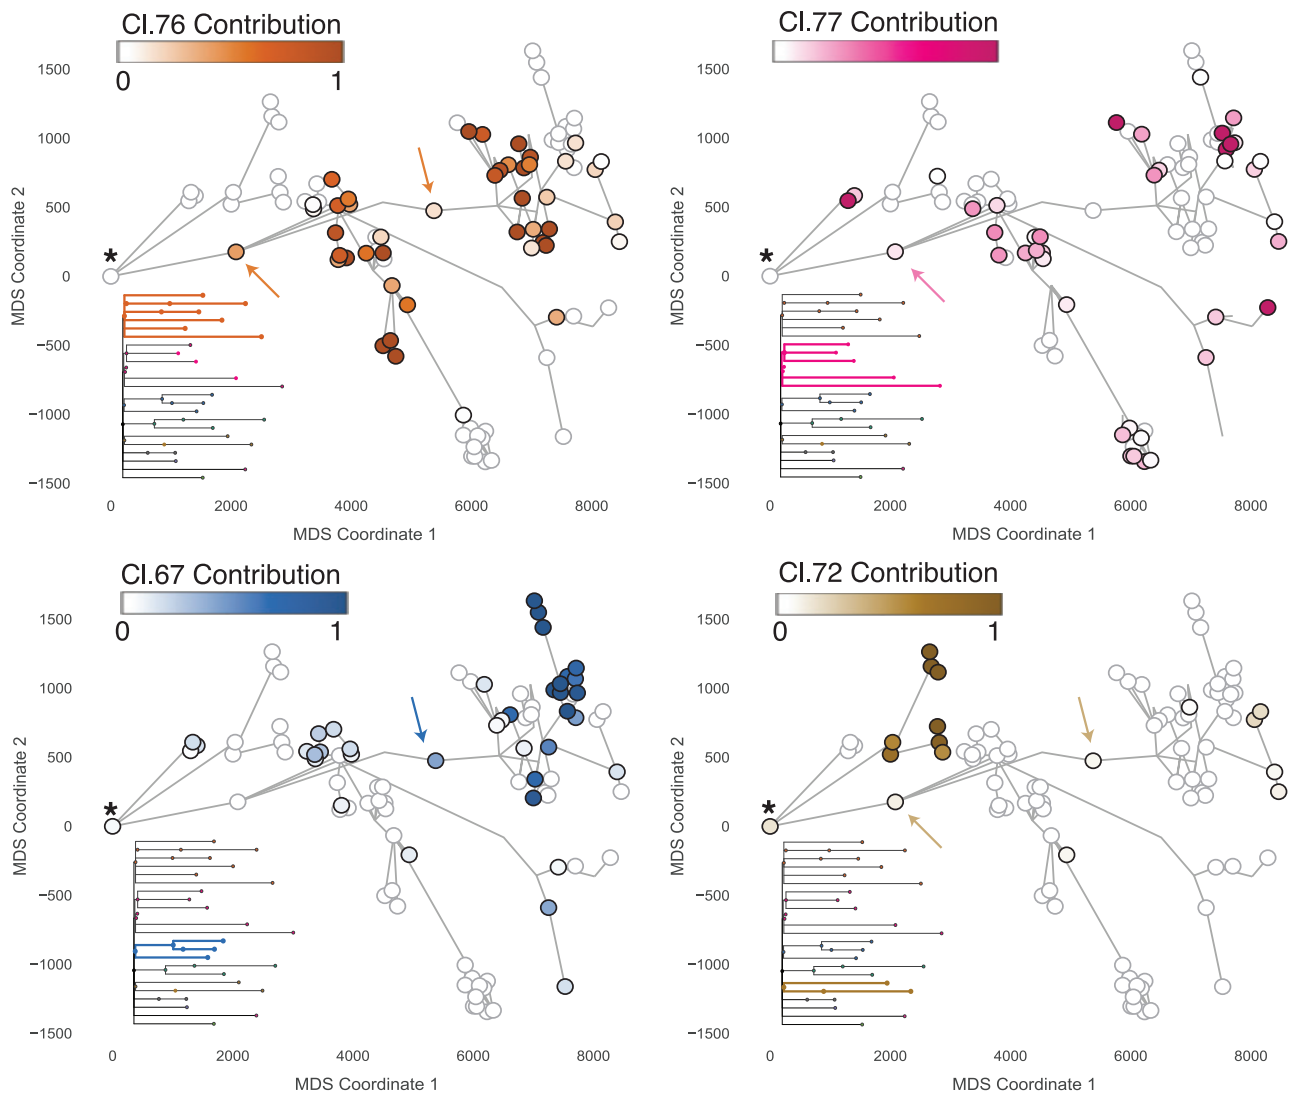 Cl.76 Contribution
0 1
1500
1000
500
0
−500
−1000
−1500
MDS Coordinate 2
*
0 2000 4000 6000 8000
MDS Coordinate 1
Cl.77 Contribution
1500
1000
500
0
−500
−1000
−1500
MDS Coordinate 2
*
0 2000 4000 6000 8000
MDS Coordinate 1
Cl.67 Contribution
0 1
1500
1000
500
0
−500
−1000
−1500
MDS Coordinate 2
*
0 2000 4000 6000 8000
MDS Coordinate 1
Cl.72 Contribution
0 1
1500
1000
500
0
−500
−1000
−1500
MDS Coordinate 2
*
0 2000 4000 6000 8000
MDS Coordinate 1